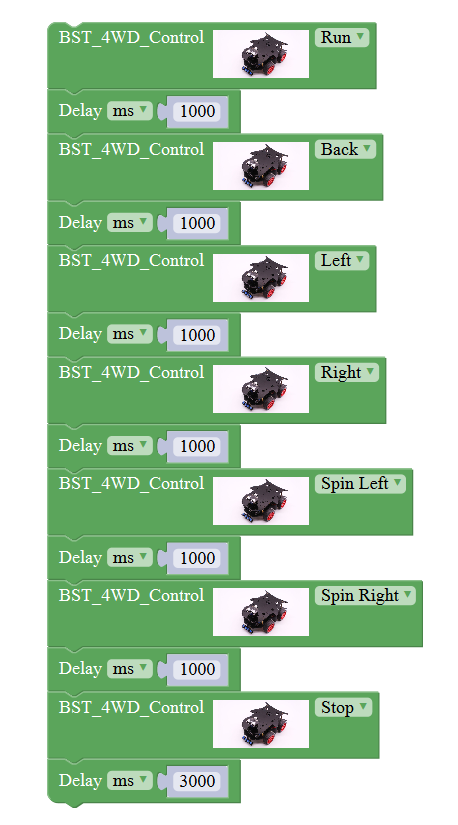 BST_4WD_Control Run
Delay ms 1000
BST_4WD_Control Back
Delay ms 1000
BST_4WD_Control Left
Delay ms 1000
BST_4WD_Control Right
Delay ms 1000
BST_4WD_Control Spin Left
Delay ms 1000
BST_4WD_Control Spin Right
Delay ms 1000
BST_4WD_Control Stop
Delay ms 3000